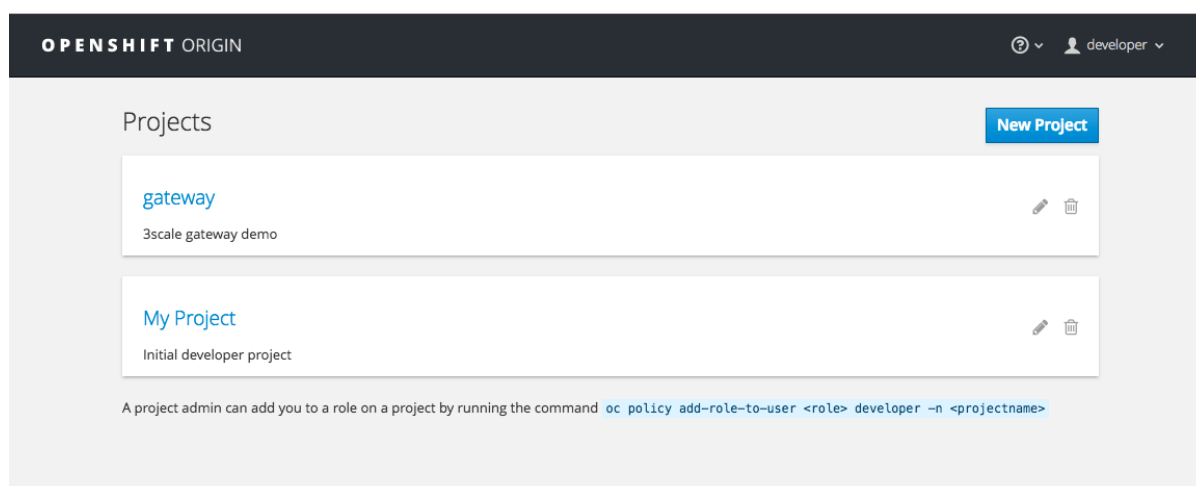 OPENSHIFT ORIGIN
developer
Projects
New Project
gateway
3scale gateway demo
My Project
Initial developer project
A project admin can add you to a role on a project by running the command oc policy add-role-to-user <role> developer -n <projectname>